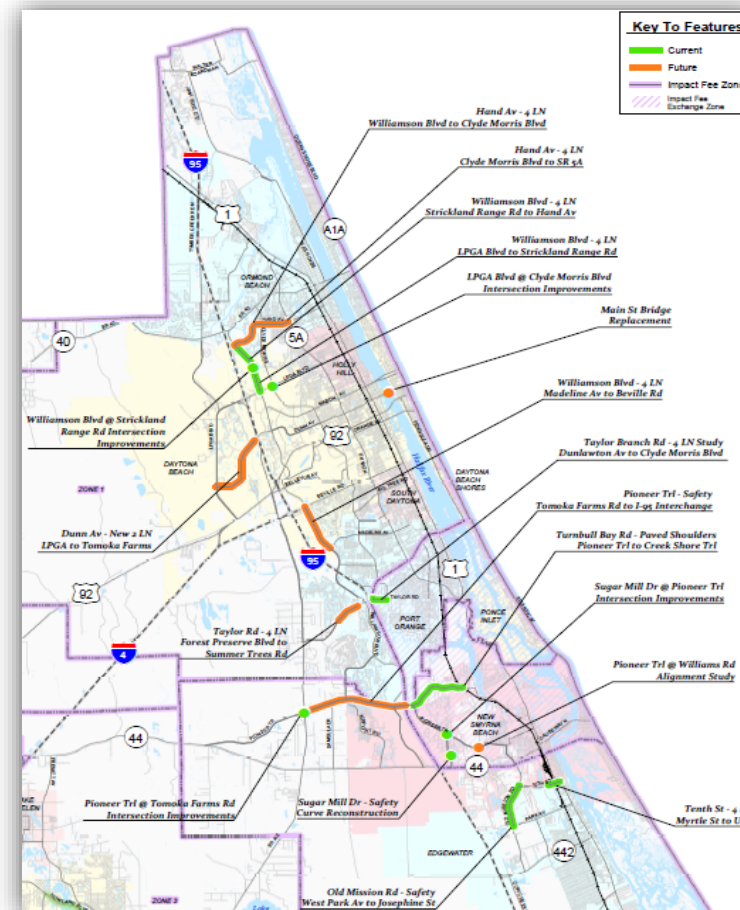 Key To Features
Current
Future
Impact Fee Zone
Impact Fee
Exchange Zone
Hand Av - 4 LN
Williamson Blvd to Clyde Morris Blvd
Hand Av - 4 LN
Clyde Morris Blvd to SR 5A
Williamson Blvd - 4 LN
Strickland Range Rd to Hand Av
Williamson Blvd - 4 LN
LPGA Blvd to Strickland Range Rd
LPGA Blvd @ Clyde Morris Blvd
Intersection Improvements
Main St Bridge
Replacement
Williamson Blvd - 4 LN
Madeline Av to Beville Rd
Taylor Branch Rd - 4 LN Study
Dunlawton Av to Clyde Morris Blvd
Pioneer Trl - Safety
Tomoka Farms Rd to I-95 Interchange
Turnbull Bay Rd - Paved Shoulders
Pioneer Trl to Creek Shore Trl
Sugar Mill Dr @ Pioneer Trl
Intersection Improvements
Pioneer Trl @ Williams Rd
Alignment Study
Tenth St - 4
Myrtle St to U
Williamson Blvd @ Strickland
Range Rd Intersection
Improvements
Dunn Av - New 2 LN
LPGA to Tomoka Farms
Taylor Rd - 4 LN
Forest Preserve Blvd to
Summer Trees Rd
Pioneer Trl @ Tomoka Farms Rd
Intersection Improvements
Sugar Mill Dr - Safety
Curve Reconstruction
Old Mission Rd - Safety
West Park Av to Josephine St
95
1
A1A
ORMOND
BEACH
40
5A
HOLLY
HILL
92
DAYTONA
BEACH
ZONE 1
Halifax River
DAYTONA
BEACH
SHORES
SOUTH
DAYTONA
BEVILLE RD
95
1
92
4
TAYLOR RD
PORT
ORANGE
PONCE
INLET
44
NEW
SMYRNA
BEACH
44
EDGEWATER
442
ZONE 3